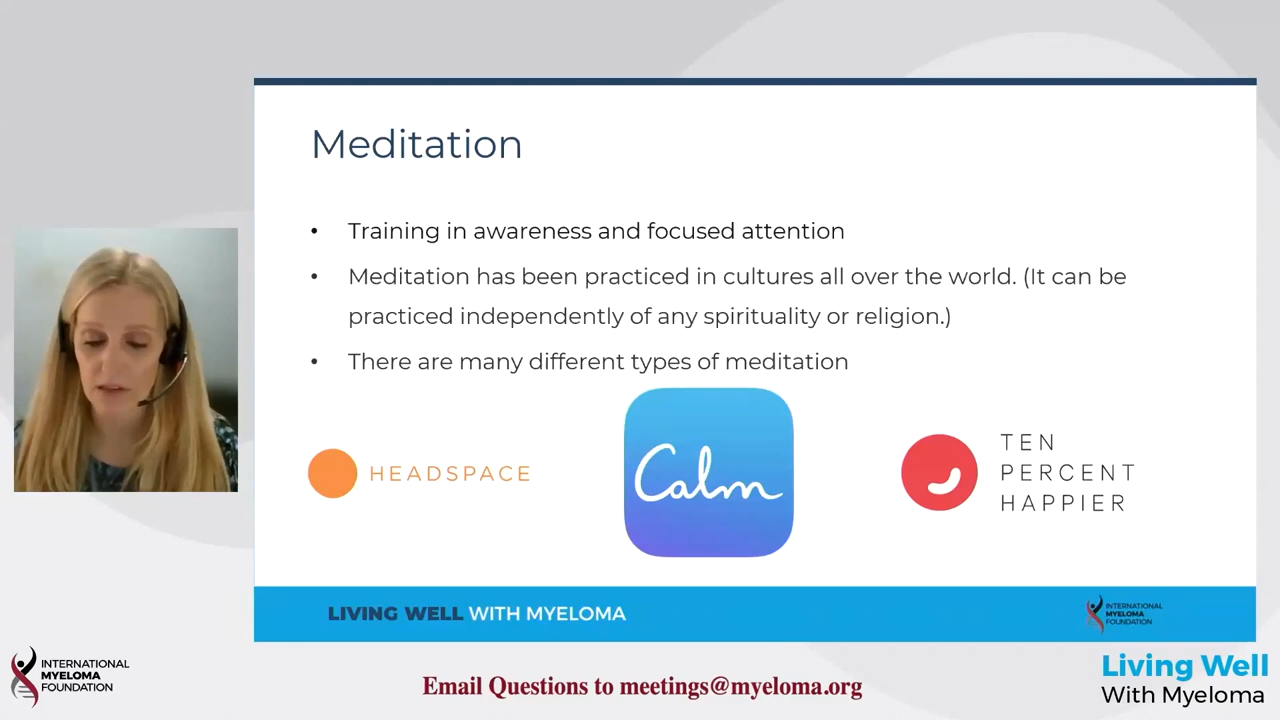 Meditation
• Training in awareness and focused attention
• Meditation has been practiced in cultures all over the world. (It can be
practiced independently of any spirituality or religion.)
• There are many different types of meditation
HEADSPACE
Calm
TEN
PERCENT
HAPPIER
LIVING WELL WITH MYELOMA
INTERNATIONAL
MYELOMA
FOUNDATION
INTERNATIONAL
MYELOMA
FOUNDATION
Email Questions to meetings@myeloma.org
Living Well
With Myeloma